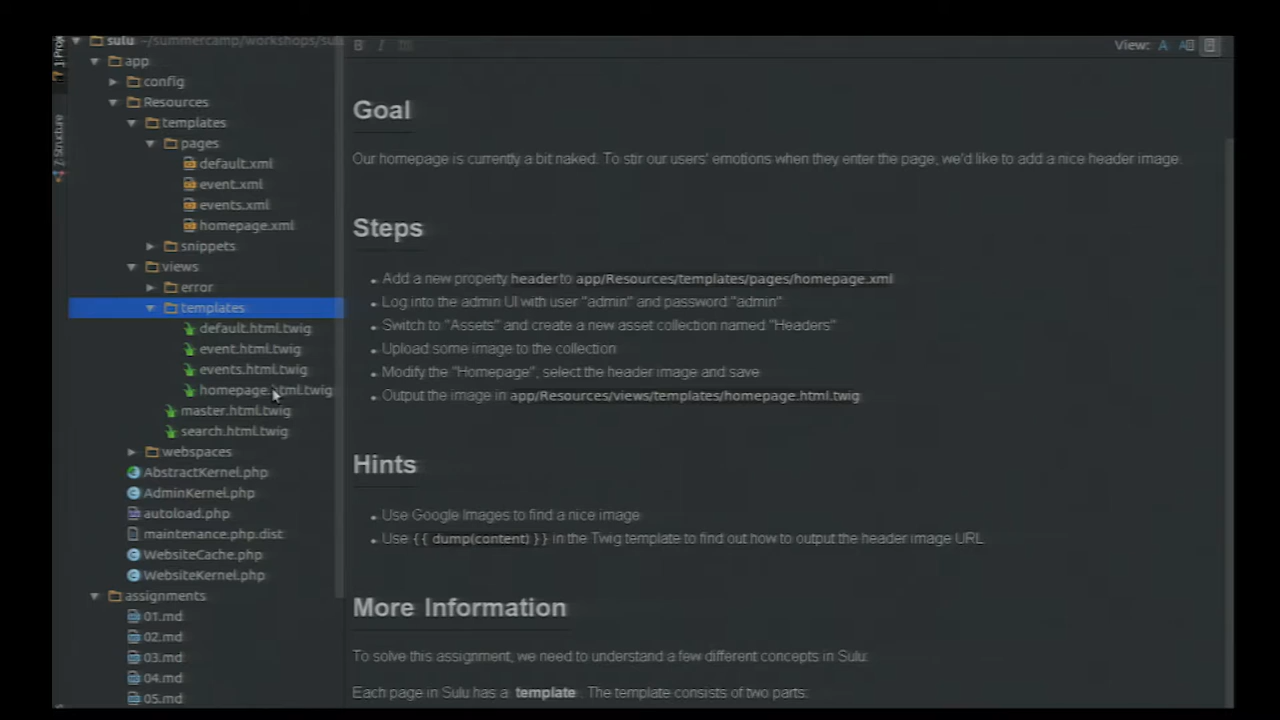 1: Proj
sulu ~/summercamp/workshops/sul
app
config
Resources
templates
pages
default.xml
event.xml
events.xml
homepage.xml
snippets
views
error
templates
default.html.twig
event.html.twig
events.html.twig
homepage.html.twig
master.html.twig
search.html.twig
webspaces
AbstractKernel.php
AdminKernel.php
autoload.php
maintenance.php.dist
WebsiteCache.php
WebsiteKernel.php
assignments
01.md
02.md
03.md
04.md
05.md
Z: Structure
B I
View: A A
Goal
Our homepage is currently a bit naked. To stir our users' emotions when they enter the page, we'd like to add a nice header image.
Steps
• Add a new property header to app/Resources/templates/pages/homepage.xml
• Log into the admin UI with user "admin" and password "admin"
• Switch to "Assets" and create a new asset collection named "Headers"
• Upload some image to the collection
• Modify the "Homepage", select the header image and save
• Output the image in app/Resources/views/templates/homepage.html.twig
Hints
• Use Google Images to find a nice image
• Use {{ dump(content) }} in the Twig template to find out how to output the header image URL
More Information
To solve this assignment, we need to understand a few different concepts in Sulu:
Each page in Sulu has a template. The template consists of two parts: